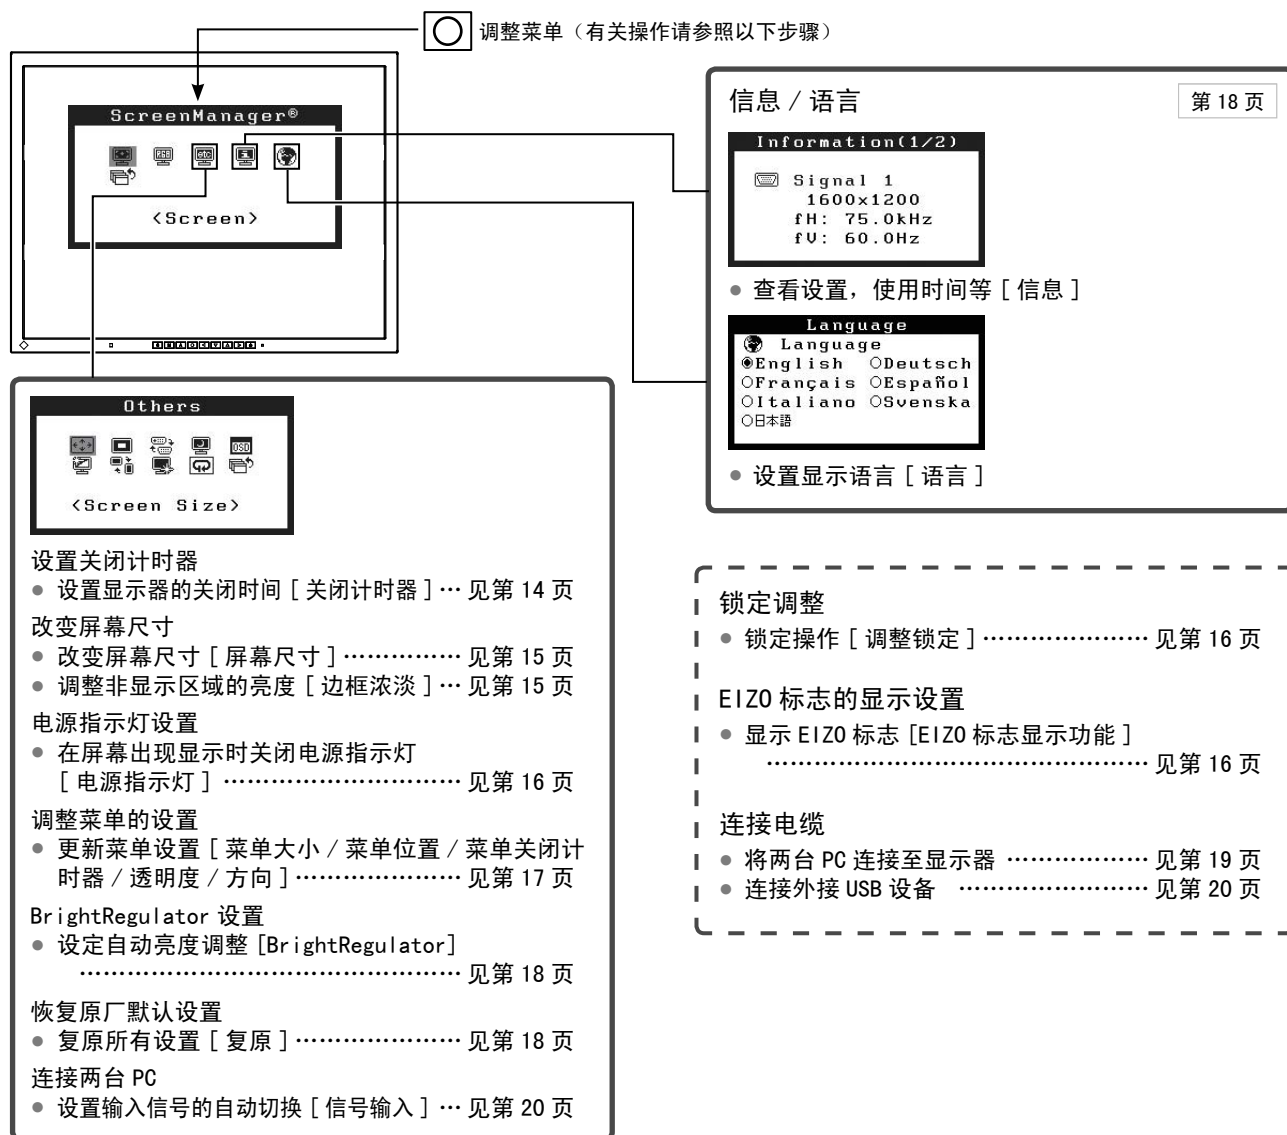 调整菜单（有关操作请参照以下步骤）
ScreenManager®
<Screen>
信息 / 语言
第 18 页
Information(1/2)
Signal 1
1600x1200
fH: 75.0kHz
fV: 60.0Hz
● 查看设置，使用时间等 [ 信息 ]
Language
Language
◉English ○Deutsch
○Français ○Español
○Italiano ○Svenska
○日本語
● 设置显示语言 [ 语言 ]
Others
OSD
<Screen Size>
设置关闭计时器
● 设置显示器的关闭时间 [ 关闭计时器 ]… 见第 14 页
改变屏幕尺寸
● 改变屏幕尺寸 [ 屏幕尺寸 ]…………… 见第 15 页
● 调整非显示区域的亮度 [ 边框浓淡 ]… 见第 15 页
电源指示灯设置
● 在屏幕出现显示时关闭电源指示灯
[ 电源指示灯 ] ………………………… 见第 16 页
调整菜单的设置
● 更新菜单设置 [ 菜单大小 / 菜单位置 / 菜单关闭计
时器 / 透明度 / 方向 ]………………… 见第 17 页
BrightRegulator 设置
● 设定自动亮度调整 [BrightRegulator]
………………………………………… 见第 18 页
恢复原厂默认设置
● 复原所有设置 [ 复原 ]………………… 见第 18 页
连接两台 PC
● 设置输入信号的自动切换 [ 信号输入 ]… 见第 20 页
锁定调整
● 锁定操作 [ 调整锁定 ]………………… 见第 16 页
EIZO 标志的显示设置
● 显示 EIZO 标志 [EIZO 标志显示功能 ]
………………………………………… 见第 16 页
连接电缆
● 将两台 PC 连接至显示器 ……………… 见第 19 页
● 连接外接 USB 设备 …………………… 见第 20 页